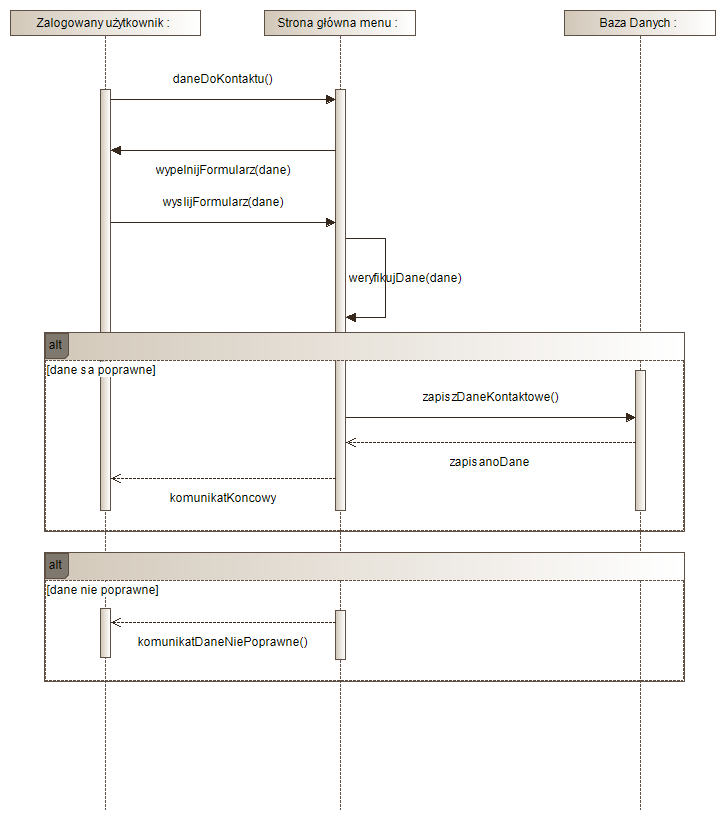 Zalogowany użytkownik :
Strona główna menu :
Baza Danych :
daneDoKontaktu()
wypelnijFormularz(dane)
wyslijFormularz(dane)
weryfikujDane(dane)
alt
[dane sa poprawne]
zapiszDaneKontaktowe()
zapisanoDane
komunikatKoncowy
alt
[dane nie poprawne]
komunikatDaneNiePoprawne()